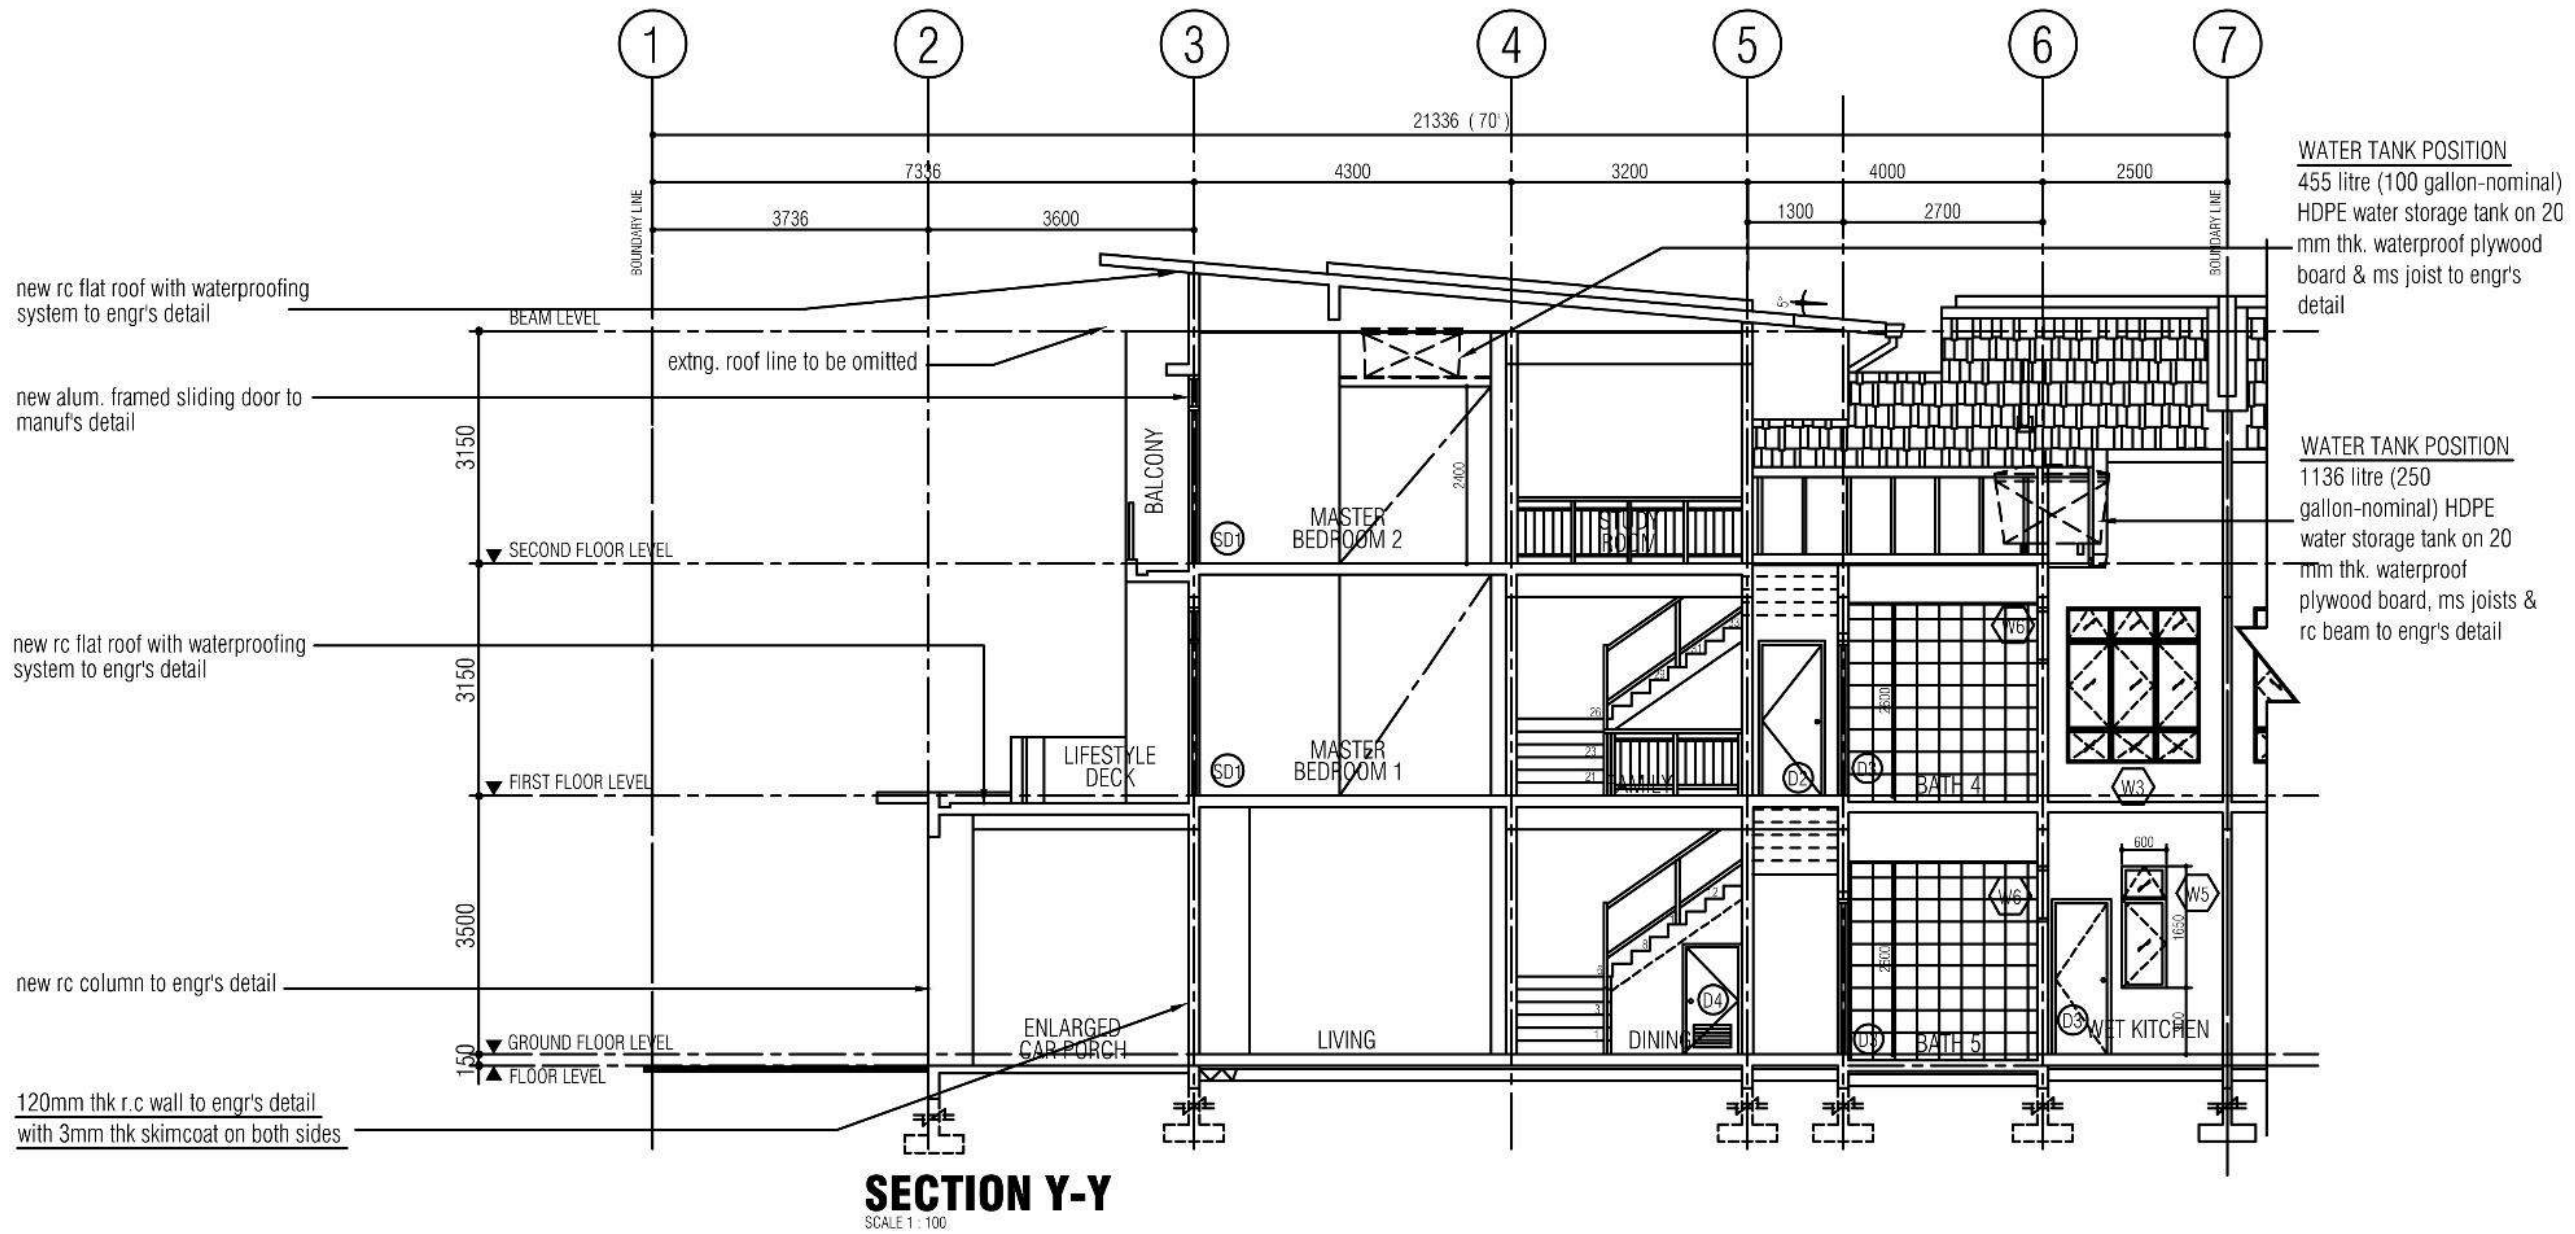 1
2
3
4
5
6
7
21336 ( 70' )
7336
4300
3200
4000
2500
3736
3600
1300
2700
BOUNDARY LINE
BOUNDARY LINE
WATER TANK POSITION
455 litre (100 gallon-nominal)
HDPE water storage tank on 20
mm thk. waterproof plywood
board & ms joist to engr's
detail
new rc flat roof with waterproofing
system to engr's detail
BEAM LEVEL
5°
extng. roof line to be omitted
new alum. framed sliding door to
manuf's detail
3150
BALCONY
2400
WATER TANK POSITION
1136 litre (250
gallon-nominal) HDPE
water storage tank on 20
mm thk. waterproof
plywood board, ms joists &
rc beam to engr's detail
SD1
MASTER
BEDROOM 2
STUDY
ROOM
SECOND FLOOR LEVEL
new rc flat roof with waterproofing
system to engr's detail
3150
W6
2600
26
23
21
LIFESTYLE
DECK
SD1
MASTER
BEDROOM 1
FAMILY
D2
D3
BATH 4
W3
FIRST FLOOR LEVEL
600
W6
W5
1650
3500
2600
8
3
1
new rc column to engr's detail
D4
D3
D3
ENLARGED
CAR PORCH
LIVING
DINING
BATH 5
WET KITCHEN
GROUND FLOOR LEVEL
150
FLOOR LEVEL
120mm thk r.c wall to engr's detail
with 3mm thk skimcoat on both sides
SECTION Y-Y
SCALE 1 : 100